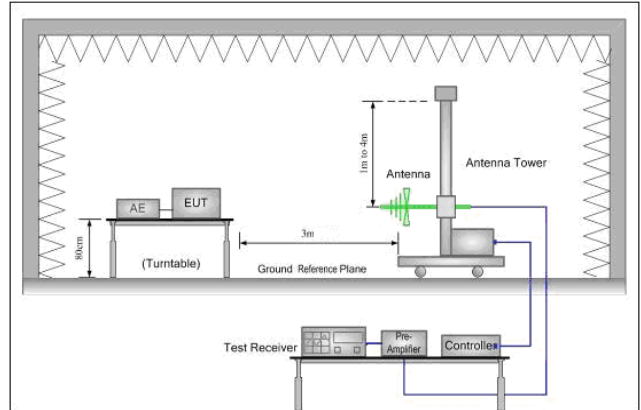 1m to 4m
Antenna
Antenna Tower
AE
EUT
80cm
(Turntable)
3m
Ground Reference Plane
Test Receiver
Pre-
Amplifier
Controller